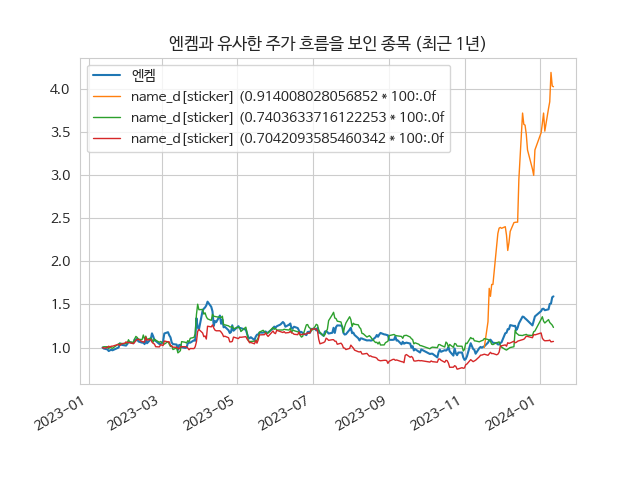 엔켐과 유사한 주가 흐름을 보인 종목 (최근 1년)
엔켐
name_d[sticker] (0.914008028056852 * 100:.0f
name_d[sticker] (0.7403633716122253 * 100:.0f
name_d[sticker] (0.7042093585460342 * 100:.0f
4.0
3.5
3.0
2.5
2.0
1.5
1.0
2023-01
2023-03
2023-05
2023-07
2023-09
2023-11
2024-01